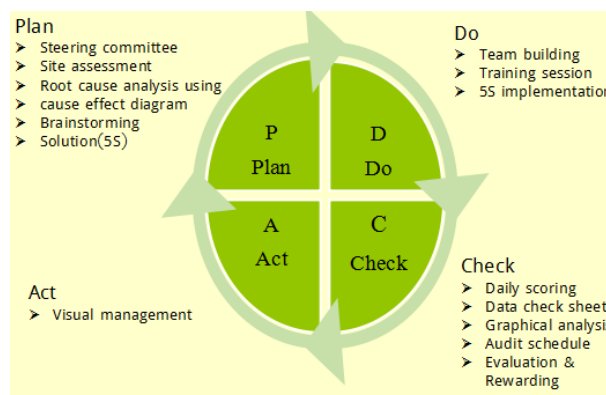 Plan
➢ Steering committee
➢ Site assessment
➢ Root cause analysis using
➢ cause effect diagram
➢ Brainstorming
➢ Solution(5S)
Do
➢ Team building
➢ Training session
➢ 5S implementation
P
Plan
D
Do
A
Act
C
Check
Act
➢ Visual management
Check
➢ Daily scoring
➢ Data check sheet
➢ Graphical analysis
➢ Audit schedule
➢ Evaluation &
Rewarding